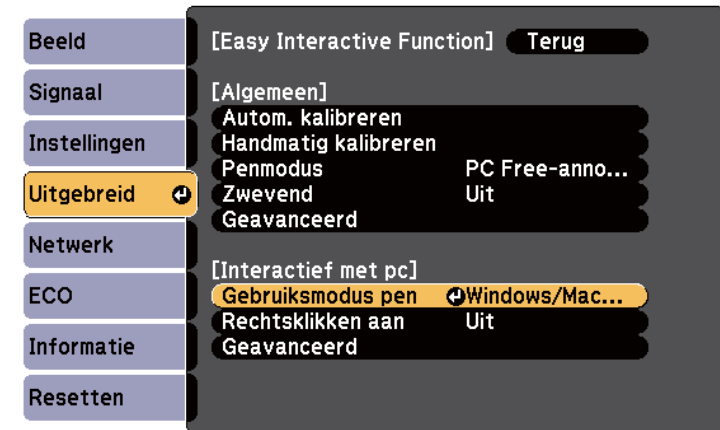 Beeld
Signaal
Instellingen
Uitgebreid
Netwerk
ECO
Informatie
Resetten
[Easy Interactive Function] Terug
[Algemeen]
Autom. kalibreren
Handmatig kalibreren
Penmodus PC Free-anno...
Zwevend Uit
Geavanceerd
[Interactief met pc]
Gebruiksmodus pen Windows/Mac...
Rechtsklikken aan Uit
Geavanceerd